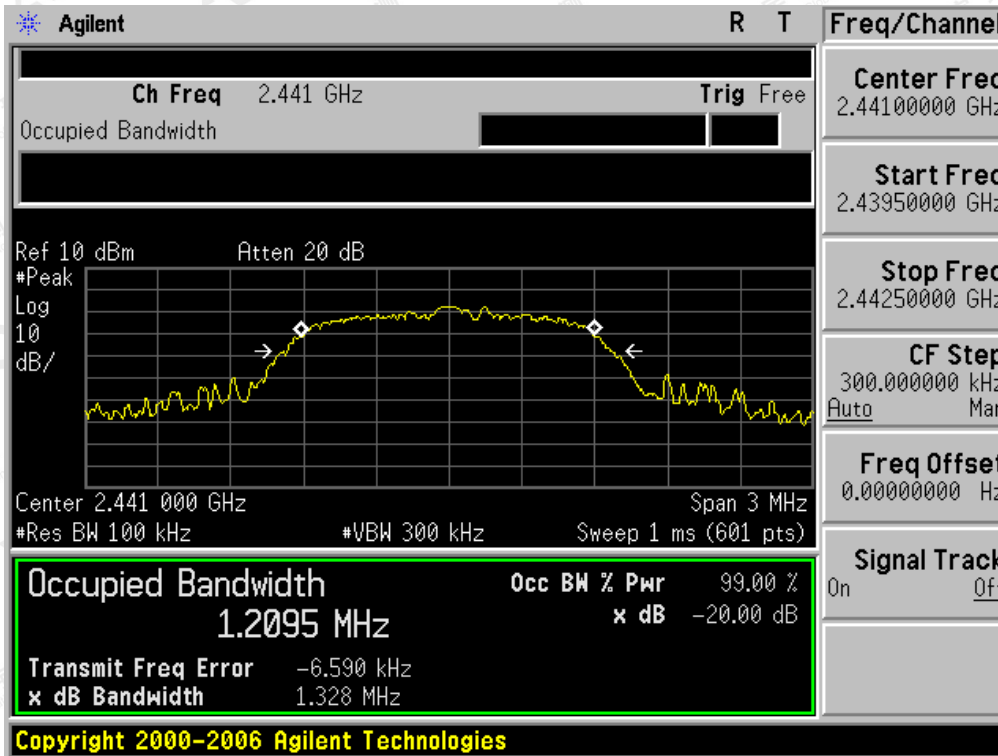 Agilent R T
Freq/Channel
Ch Freq 2.441 GHz Trig Free
Occupied Bandwidth
Center Freq
2.44100000 GHz
Start Freq
2.43950000 GHz
Stop Freq
2.44250000 GHz
CF Step
300.000000 kHz
Auto Man
Freq Offset
0.00000000 Hz
Signal Track
On Off
Ref 10 dBm Atten 20 dB
#Peak
Log
10
dB/
Center 2.441 000 GHz Span 3 MHz
#Res BW 100 kHz #VBW 300 kHz Sweep 1 ms (601 pts)
Occupied Bandwidth
1.2095 MHz
Occ BW % Pwr 99.00 %
x dB -20.00 dB
Transmit Freq Error -6.590 kHz
x dB Bandwidth 1.328 MHz
Copyright 2000-2006 Agilent Technologies